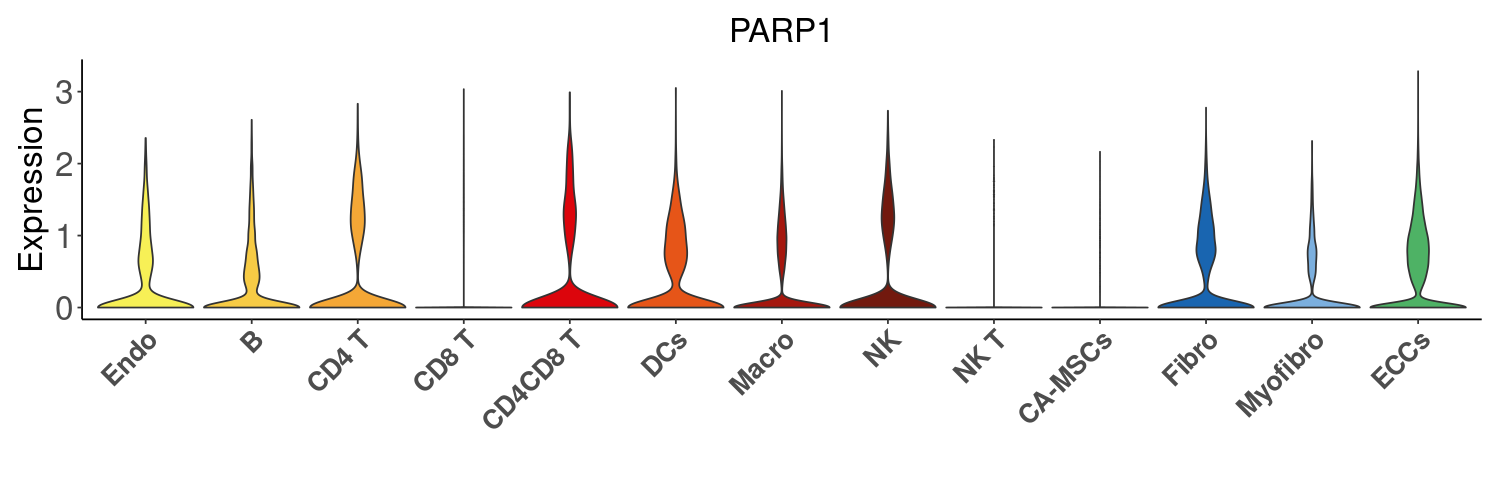 PARP1
Expression
3
2
1
0
Endo
B
CD4 T
CD8 T
CD4CD8 T
DCs
Macro
NK
NK T
CA-MSCs
Fibro
Myofibro
ECCs